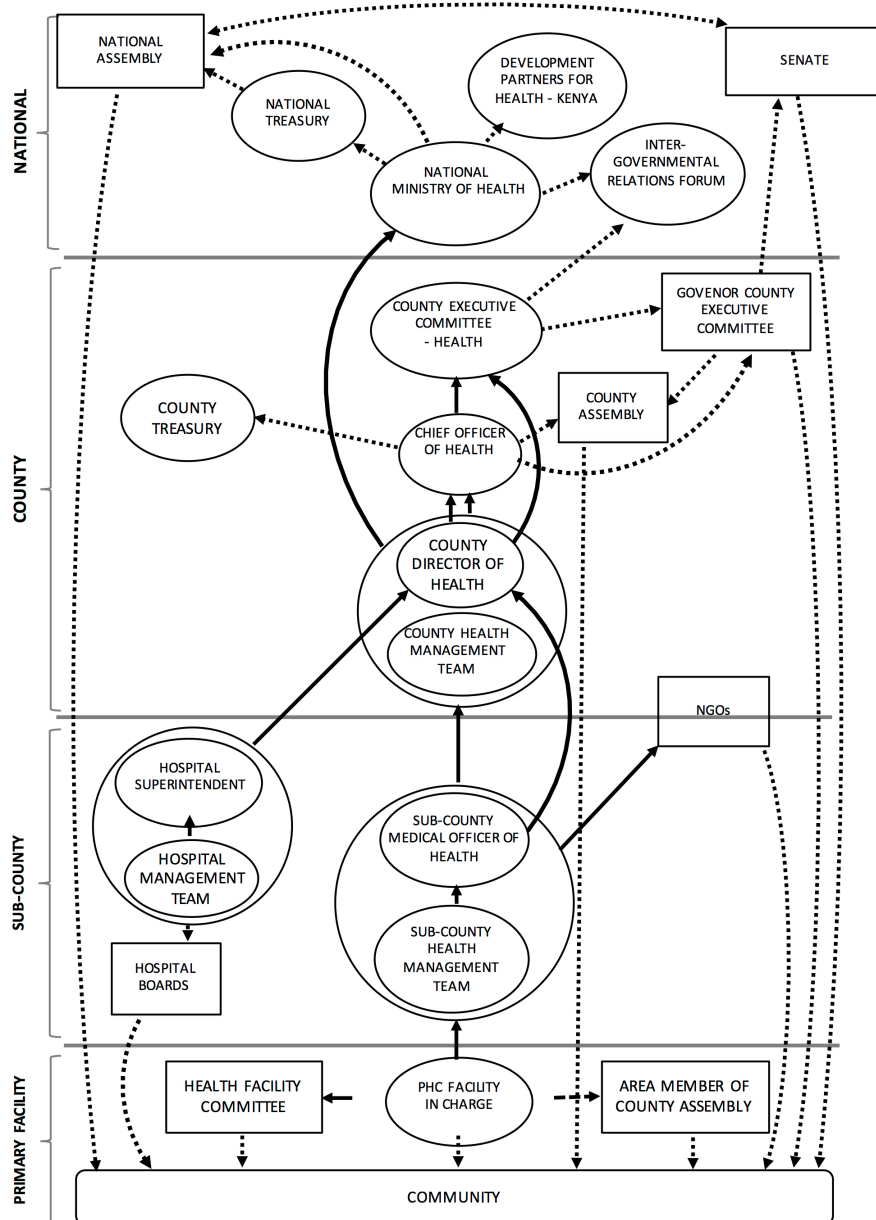 NATIONAL
NATIONAL
ASSEMBLY
NATIONAL
TREASURY
DEVELOPMENT
PARTNERS FOR
HEALTH - KENYA
SENATE
NATIONAL
MINISTRY OF HEALTH
INTER-
GOVERNMENTAL
RELATIONS FORUM
COUNTY
COUNTY EXECUTIVE
COMMITTEE
- HEALTH
GOVENOR COUNTY
EXECUTIVE
COMMITTEE
COUNTY
TREASURY
CHIEF OFFICER
OF HEALTH
COUNTY
ASSEMBLY
COUNTY
DIRECTOR OF
HEALTH
COUNTY HEALTH
MANAGEMENT
TEAM
NGOs
SUB-COUNTY
HOSPITAL
SUPERINTENDENT
HOSPITAL
MANAGEMENT
TEAM
HOSPITAL
BOARDS
SUB-COUNTY
MEDICAL OFFICER OF
HEALTH
SUB-COUNTY
HEALTH
MANAGEMENT
TEAM
PRIMARY FACILITY
HEALTH FACILITY
COMMITTEE
PHC FACILITY
IN CHARGE
AREA MEMBER OF
COUNTY ASSEMBLY
COMMUNITY